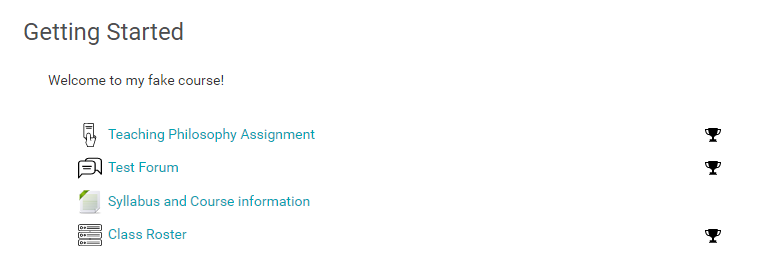 Getting Started
Welcome to my fake course!
Teaching Philosophy Assignment
Test Forum
Syllabus and Course information
Class Roster